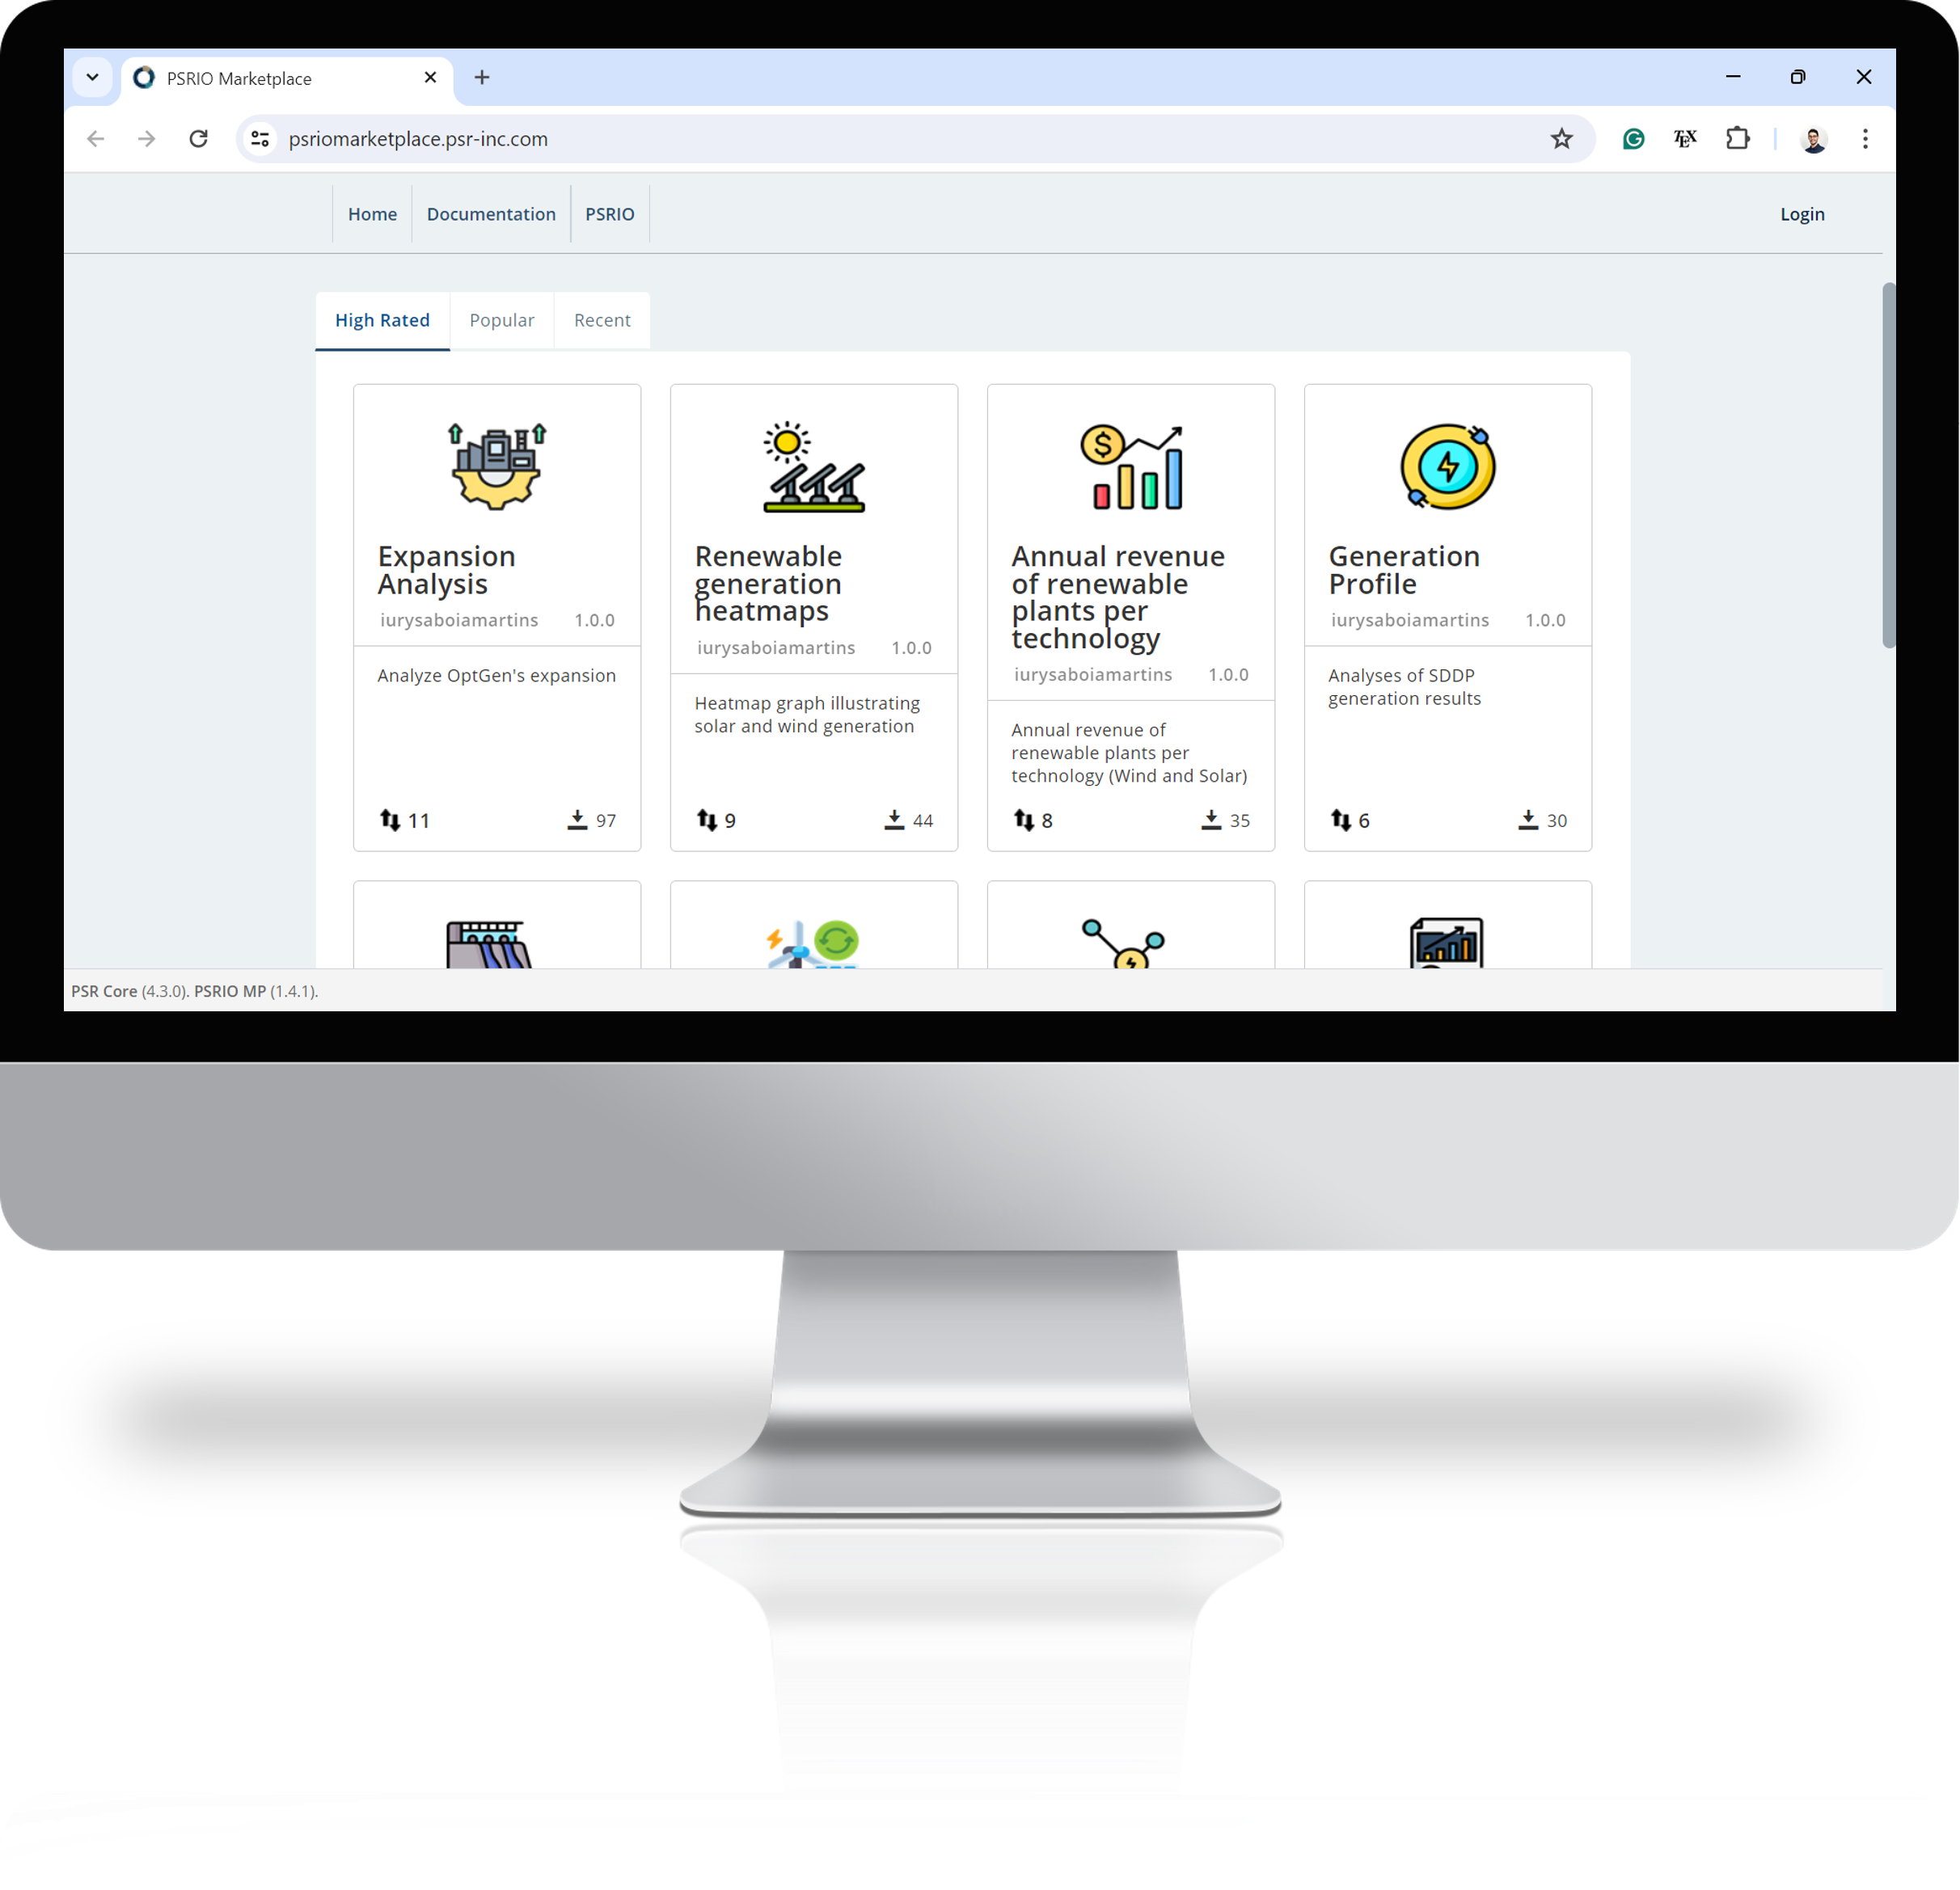 PSRIO Marketplace
psriomarketplace.psr-inc.com
TEX
Home Documentation PSRIO Login
High Rated Popular Recent
Expansion
Analysis
iurysaboiamartins 1.0.0
Analyze OptGen's expansion
11 97
Renewable
generation
heatmaps
iurysaboiamartins 1.0.0
Heatmap graph illustrating
solar and wind generation
9 44
$
Annual revenue
of renewable
plants per
technology
iurysaboiamartins 1.0.0
Annual revenue of
renewable plants per
technology (Wind and Solar)
8 35
Generation
Profile
iurysaboiamartins 1.0.0
Analyses of SDDP
generation results
6 30
PSR Core (4.3.0). PSRIO MP (1.4.1).